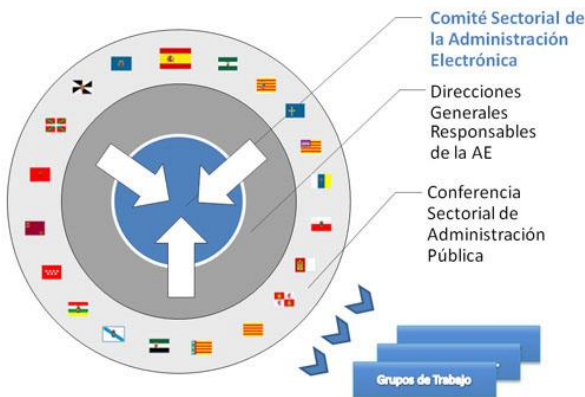 Comité Sectorial de
la Administración
Electrónica
Direcciones
Generales
Responsables
de la AE
Conferencia
Sectorial de
Administración
Pública
Grupos de Trabajo